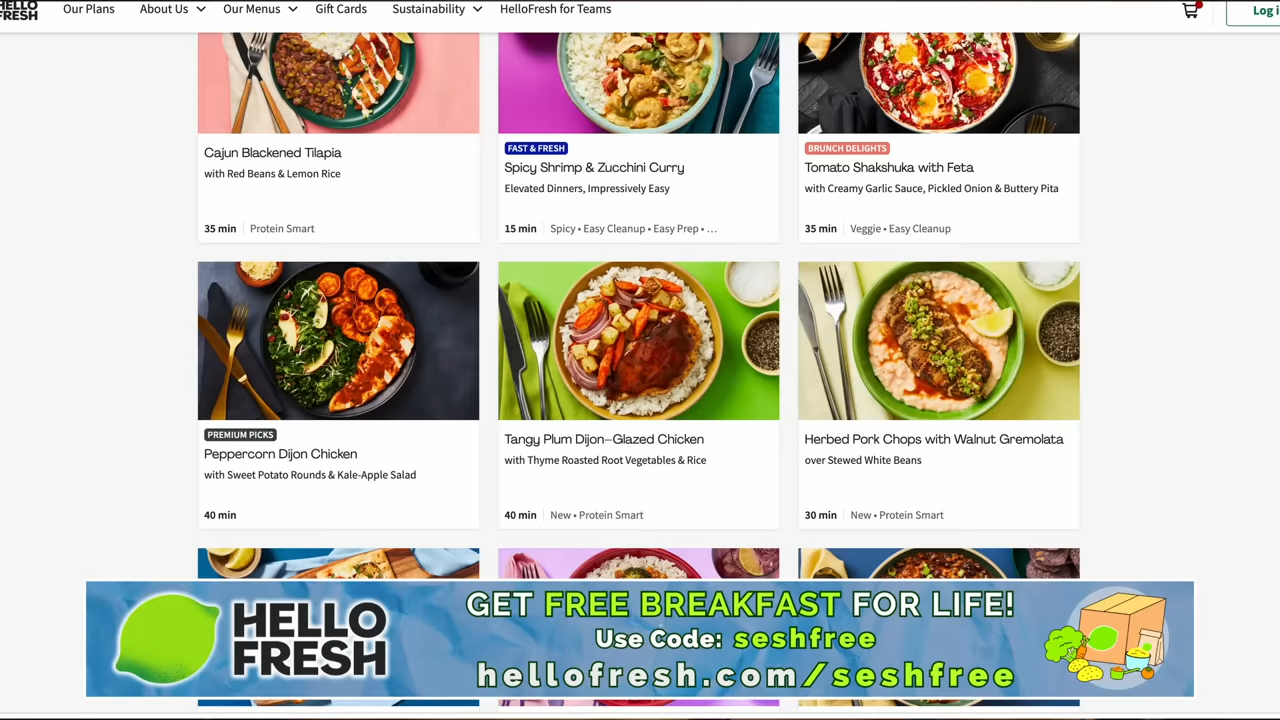 HELLO
FRESH
Our Plans
About Us
Our Menus
Gift Cards
Sustainability
HelloFresh for Teams
Log i
Cajun Blackened Tilapia
with Red Beans & Lemon Rice
35 min
Protein Smart
FAST & FRESH
Spicy Shrimp & Zucchini Curry
Elevated Dinners, Impressively Easy
15 min
Spicy • Easy Cleanup • Easy Prep • ...
BRUNCH DELIGHTS
Tomato Shakshuka with Feta
with Creamy Garlic Sauce, Pickled Onion & Buttery Pita
35 min
Veggie • Easy Cleanup
PREMIUM PICKS
Peppercorn Dijon Chicken
with Sweet Potato Rounds & Kale-Apple Salad
40 min
Tangy Plum Dijon–Glazed Chicken
with Thyme Roasted Root Vegetables & Rice
40 min
New • Protein Smart
Herbed Pork Chops with Walnut Gremolata
over Stewed White Beans
30 min
New • Protein Smart
HELLO
FRESH
GET FREE BREAKFAST FOR LIFE!
Use Code: seshfree
hellofresh.com/seshfree